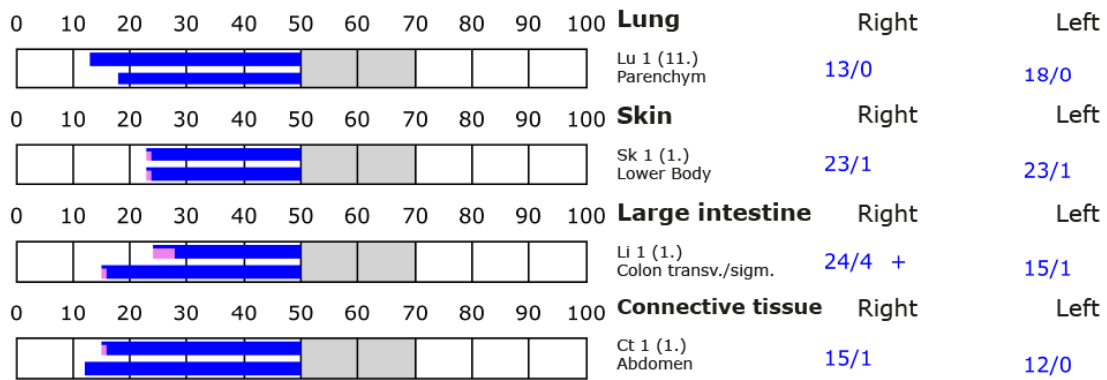 0 10 20 30 40 50 60 70 80 90 100 Lung Right Left
Lu 1 (11.)
Parenchym
13/0 18/0
0 10 20 30 40 50 60 70 80 90 100 Skin Right Left
Sk 1 (1.)
Lower Body
23/1 23/1
0 10 20 30 40 50 60 70 80 90 100 Large intestine Right Left
Li 1 (1.)
Colon transv./sigm.
24/4 + 15/1
0 10 20 30 40 50 60 70 80 90 100 Connective tissue Right Left
Ct 1 (1.)
Abdomen
15/1 12/0